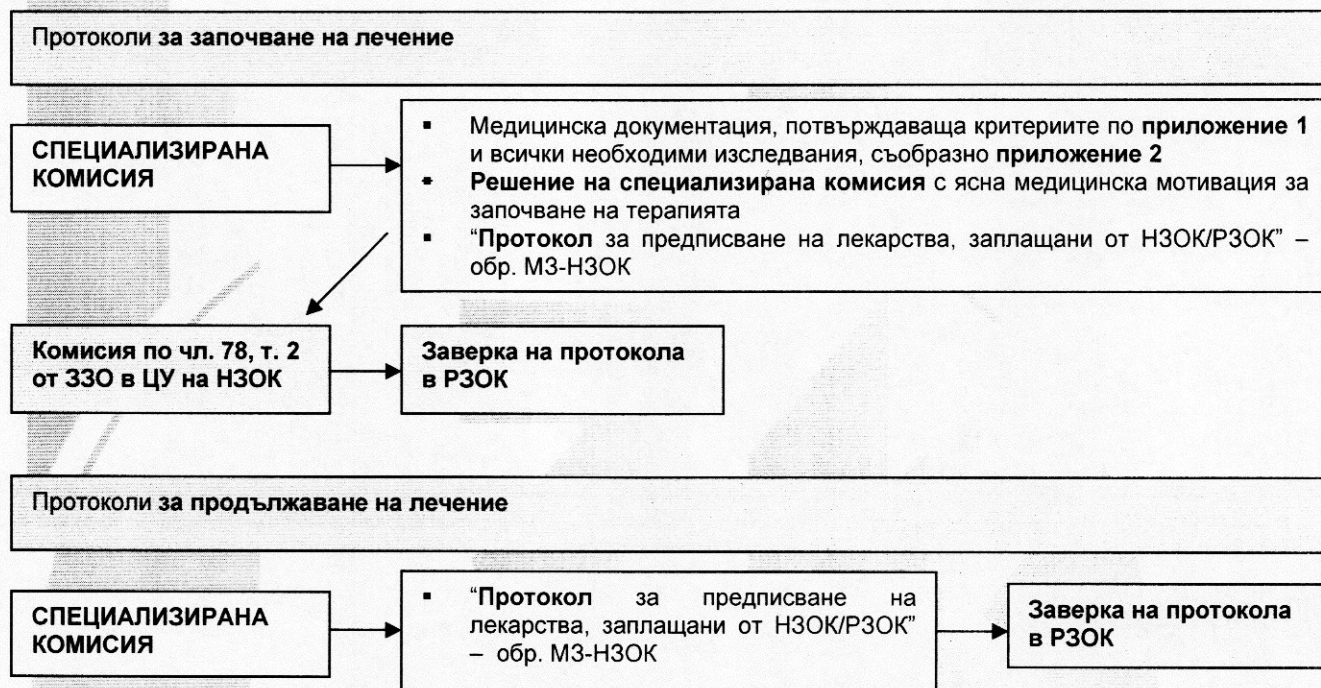 Протоколи за започване на лечение
СПЕЦИАЛИЗИРАНА
КОМИСИЯ
▪ Медицинска документация, потвърждаваща критериите по приложение 1
и всички необходими изследвания, съобразно приложение 2
▪ Решение на специализирана комисия с ясна медицинска мотивация за
започване на терапията
▪ “Протокол за предписване на лекарства, заплащани от НЗОК/РЗОК” –
обр. МЗ-НЗОК
Комисия по чл. 78, т. 2
от ЗЗО в ЦУ на НЗОК
Заверка на протокола
в РЗОК
Протоколи за продължаване на лечение
СПЕЦИАЛИЗИРАНА
КОМИСИЯ
▪ “Протокол за предписване на
лекарства, заплащани от НЗОК/РЗОК”
– обр. МЗ-НЗОК
Заверка на протокола
в РЗОК